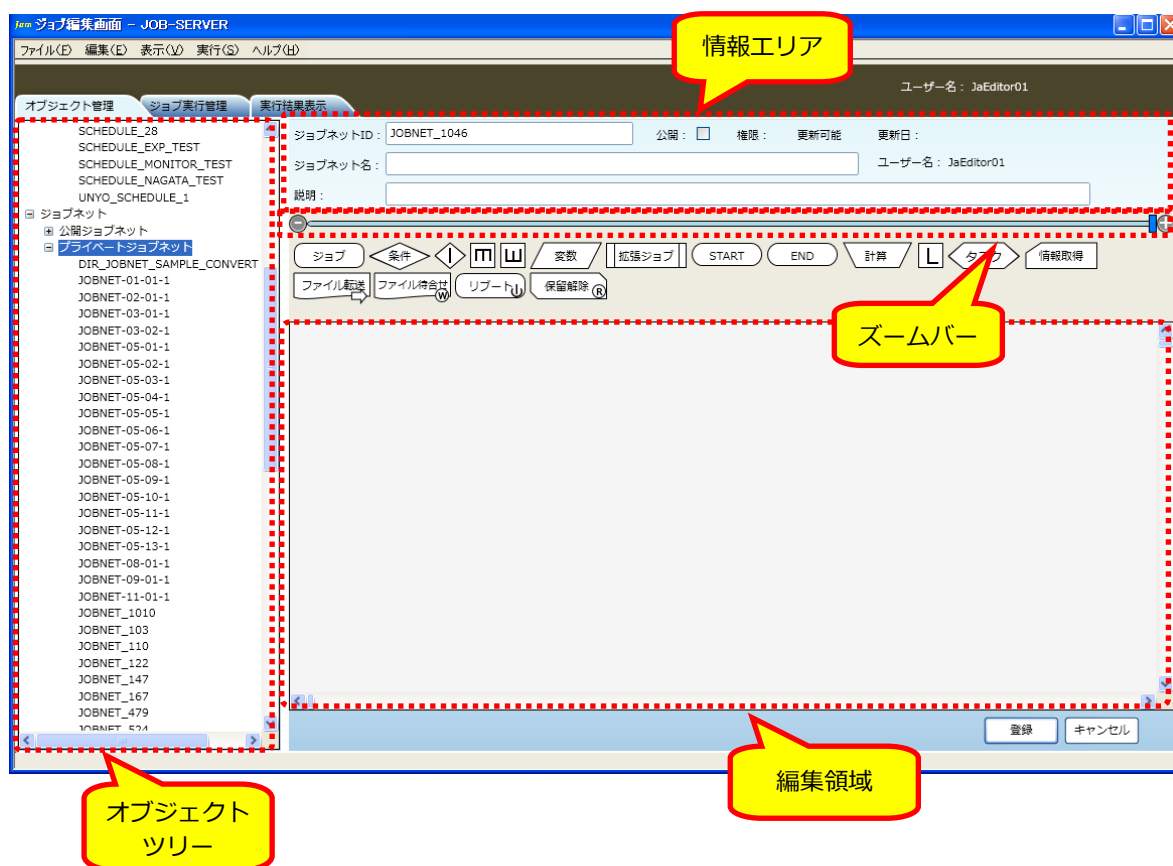 jam ジョブ編集画面 - JOB-SERVER
ファイル(F) 編集(E) 表示(V) 実行(S) ヘルプ(H)
情報エリア
ユーザー名： JaEditor01
オブジェクト管理 ジョブ実行管理 実行結果表示
SCHEDULE_28
SCHEDULE_EXP_TEST
SCHEDULE_MONITOR_TEST
SCHEDULE_NAGATA_TEST
UNYO_SCHEDULE_1
ジョブネット
公開ジョブネット
プライベートジョブネット
DIR_JOBNET_SAMPLE_CONVERT
JOBNET-01-01-1
JOBNET-02-01-1
JOBNET-03-01-1
JOBNET-03-02-1
JOBNET-05-01-1
JOBNET-05-02-1
JOBNET-05-03-1
JOBNET-05-04-1
JOBNET-05-05-1
JOBNET-05-06-1
JOBNET-05-07-1
JOBNET-05-08-1
JOBNET-05-09-1
JOBNET-05-10-1
JOBNET-05-11-1
JOBNET-05-12-1
JOBNET-05-13-1
JOBNET-08-01-1
JOBNET-09-01-1
JOBNET-11-01-1
JOBNET_1010
JOBNET_103
JOBNET_110
JOBNET_122
JOBNET_147
JOBNET_167
JOBNET_479
JOBNET_524
ジョブネットID： JOBNET_1046 公開： 権限： 更新可能 更新日：
ジョブネット名： ユーザー名： JaEditor01
説明：
ジョブ 条件 変数 拡張ジョブ START END 計算 L タスク 情報取得
ファイル転送 ファイル待合せ W リブート 保留解除 R
ズームバー
登録 キャンセル
編集領域
オブジェクト
ツリー